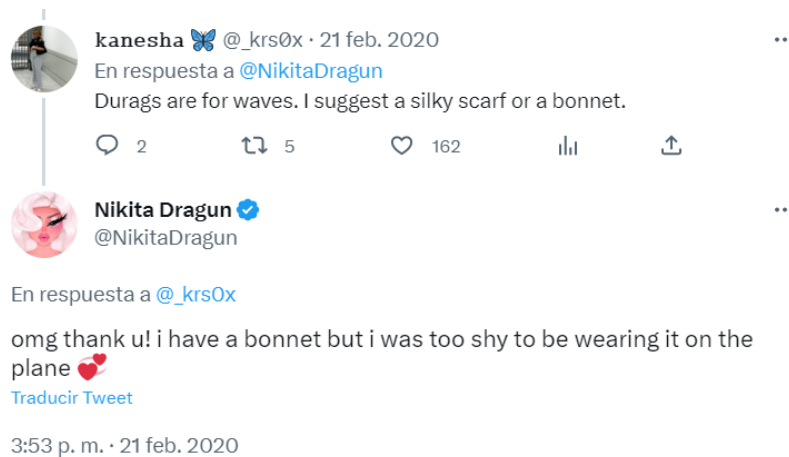 kanesha 🦋 @_krs0x · 21 feb. 2020
En respuesta a @NikitaDragun
Durags are for waves. I suggest a silky scarf or a bonnet.
2 5 162
Nikita Dragun
@NikitaDragun
En respuesta a @_krs0x
omg thank u! i have a bonnet but i was too shy to be wearing it on the
plane 💞
Traducir Tweet
3:53 p. m. · 21 feb. 2020